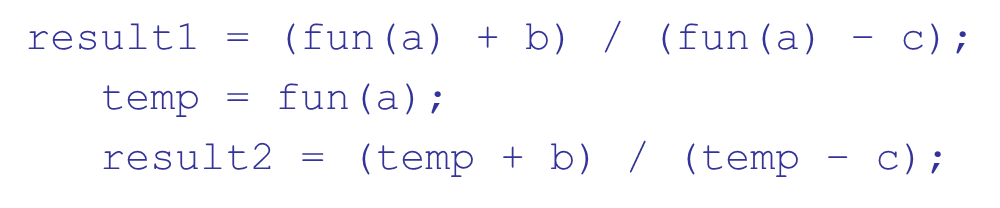 result1 = (fun(a) + b) / (fun(a) - c);
temp = fun(a);
result2 = (temp + b) / (temp - c);